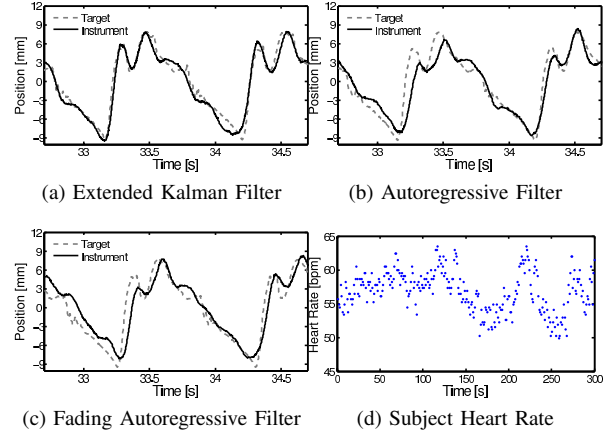 12
9
6
3
0
-3
-6
-9
Position [mm]
Target
Instrument
33 33.5 34 34.5
Time [s]
(a) Extended Kalman Filter
12
9
6
3
0
-3
-6
-9
Position [mm]
Target
Instrument
33 33.5 34 34.5
Time [s]
(b) Autoregressive Filter
12
9
6
3
0
-3
-6
-9
Position [mm]
Target
Instrument
33 33.5 34 34.5
Time [s]
(c) Fading Autoregressive Filter
65
60
55
50
45
Heart Rate [bpm]
0 50 100 150 200 250 300
Time [s]
(d) Subject Heart Rate